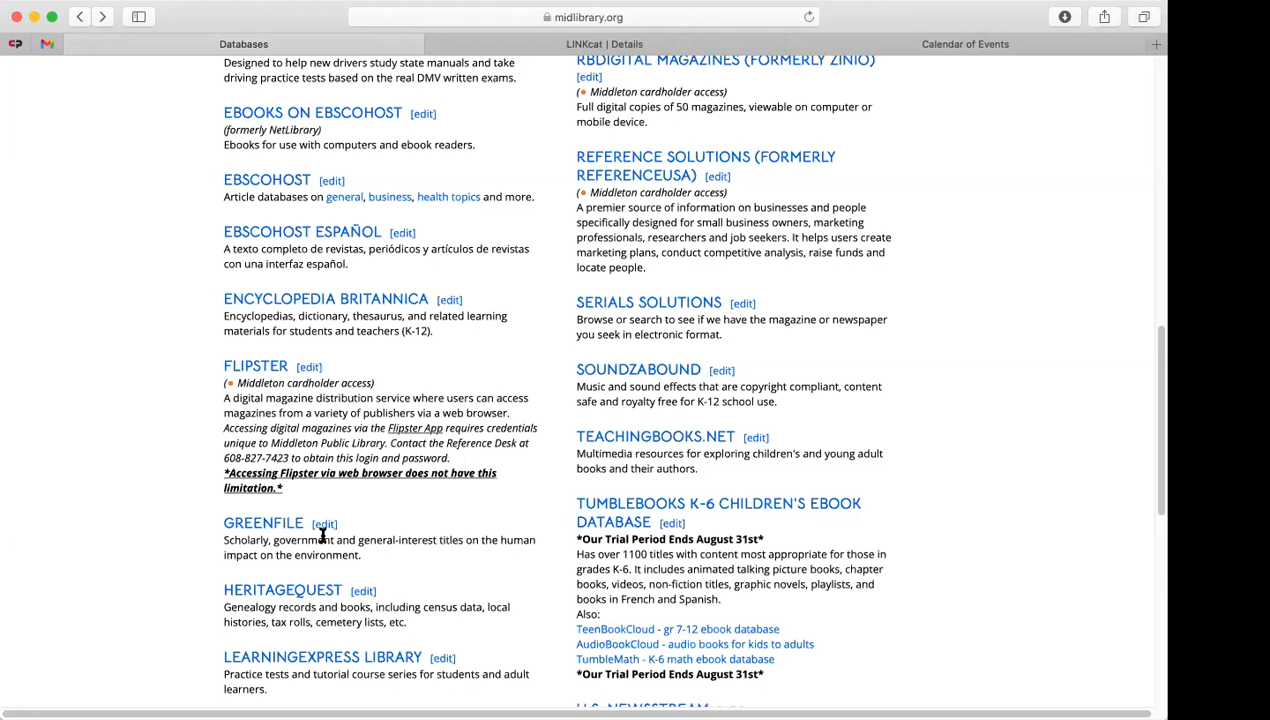 midlibrary.org
Databases
LINKcat | Details
Calendar of Events
Designed to help new drivers study state manuals and take
driving practice tests based on the real DMV written exams.
EBOOKS ON EBSCOHOST [edit]
(formerly NetLibrary)
Ebooks for use with computers and ebook readers.
EBSCOHOST [edit]
Article databases on general, business, health topics and more.
EBSCOHOST ESPAÑOL [edit]
A texto completo de revistas, periódicos y artículos de revistas
con una interfaz español.
ENCYCLOPEDIA BRITANNICA [edit]
Encyclopedias, dictionary, thesaurus, and related learning
materials for students and teachers (K-12).
FLIPSTER [edit]
(● Middleton cardholder access)
A digital magazine distribution service where users can access
magazines from a variety of publishers via a web browser.
Accessing digital magazines via the Flipster App requires credentials
unique to Middleton Public Library. Contact the Reference Desk at
608-827-7423 to obtain this login and password.
*Accessing Flipster via web browser does not have this
limitation.*
GREENFILE [edit]
Scholarly, government and general-interest titles on the human
impact on the environment.
HERITAGEQUEST [edit]
Genealogy records and books, including census data, local
histories, tax rolls, cemetery lists, etc.
LEARNINGEXPRESS LIBRARY [edit]
Practice tests and tutorial course series for students and adult
learners.
RBDIGITAL MAGAZINES (FORMERLY ZINIO)
[edit]
(● Middleton cardholder access)
Full digital copies of 50 magazines, viewable on computer or
mobile device.
REFERENCE SOLUTIONS (FORMERLY
REFERENCEUSA) [edit]
(● Middleton cardholder access)
A premier source of information on businesses and people
specifically designed for small business owners, marketing
professionals, researchers and job seekers. It helps users create
marketing plans, conduct competitive analysis, raise funds and
locate people.
SERIALS SOLUTIONS [edit]
Browse or search to see if we have the magazine or newspaper
you seek in electronic format.
SOUNDZABOUND [edit]
Music and sound effects that are copyright compliant, content
safe and royalty free for K-12 school use.
TEACHINGBOOKS.NET [edit]
Multimedia resources for exploring children's and young adult
books and their authors.
TUMBLEBOOKS K-6 CHILDREN'S EBOOK
DATABASE [edit]
*Our Trial Period Ends August 31st*
Has over 1100 titles with content most appropriate for those in
grades K-6. It includes animated talking picture books, chapter
books, videos, non-fiction titles, graphic novels, playlists, and
books in French and Spanish.
Also:
TeenBookCloud - gr 7-12 ebook database
AudioBookCloud - audio books for kids to adults
TumbleMath - K-6 math ebook database
*Our Trial Period Ends August 31st*
U.S. NEWSSTREAM